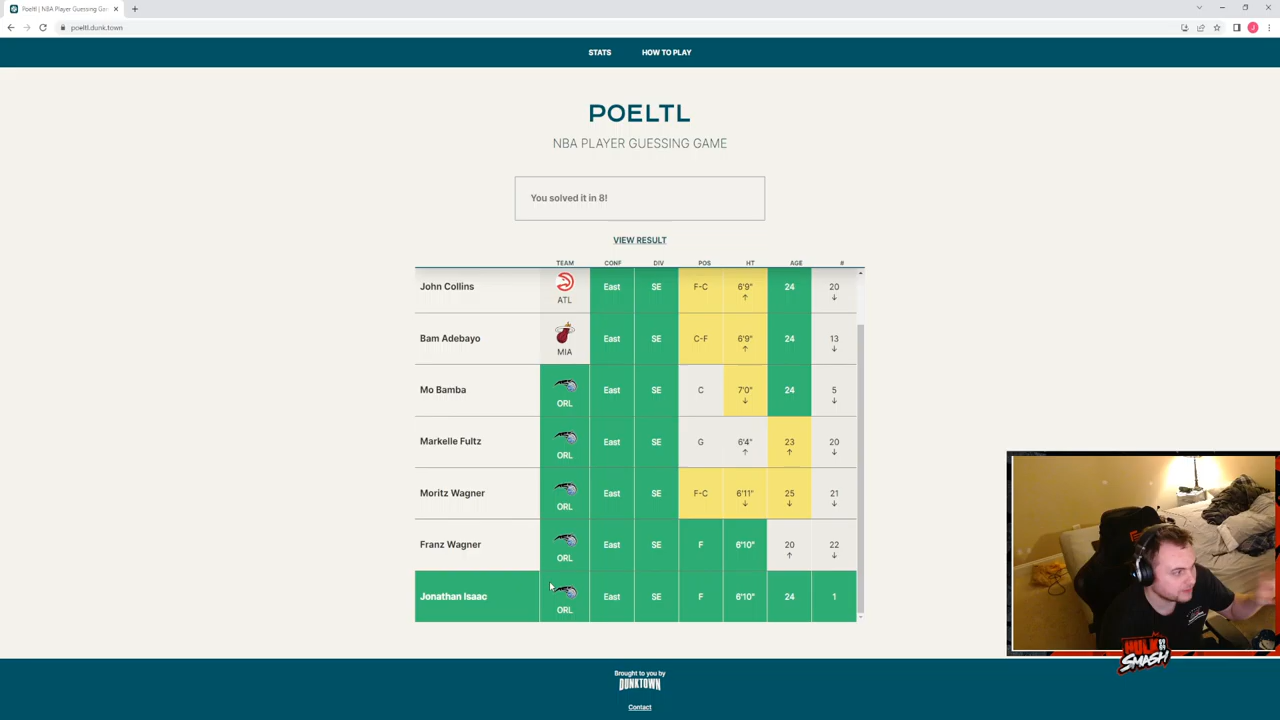 Poeltl | NBA Player Guessing Ga
poeltl.dunk.town
STATS HOW TO PLAY
POELTL
NBA PLAYER GUESSING GAME
You solved it in 8!
VIEW RESULT
TEAM CONF DIV POS HT AGE #
John Collins ATL East SE F-C 6'9" ↑ 24 20 ↓
Bam Adebayo MIA East SE C-F 6'9" ↑ 24 13 ↓
Mo Bamba ORL East SE C 7'0" ↓ 24 5 ↓
Markelle Fultz ORL East SE G 6'4" ↑ 23 ↑ 20 ↓
Moritz Wagner ORL East SE F-C 6'11" ↓ 25 ↓ 21 ↓
Franz Wagner ORL East SE F 6'10" 20 ↑ 22 ↓
Jonathan Isaac ORL East SE F 6'10" 24 1
HULK
SMASH
Brought to you by
DUNKTOWN
Contact